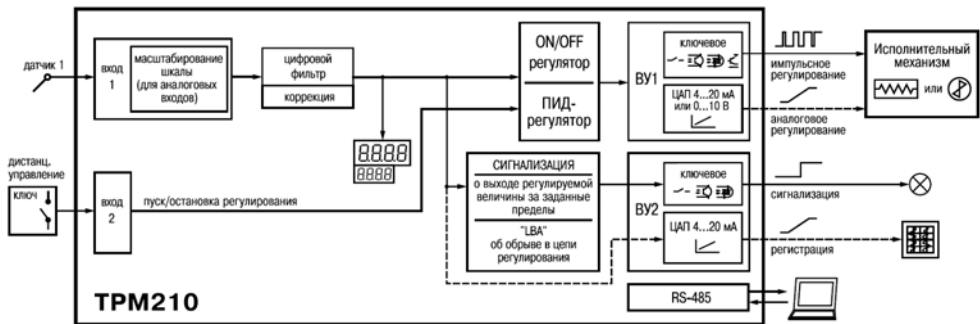 датчик 1
вход
1
масштабирование
шкалы
(для аналоговых
входов)
цифровой
фильтр
коррекция
ON/OFF
регулятор
ПИД-
регулятор
ВУ1
ключевое
ЦАП 4...20 мА
или 0...10 В
импульсное
регулирование
аналоговое
регулирование
Исполнительный
механизм
или
8.8.8.8
8.8.8.8
дистанц.
управление
ключ
вход
2
пуск/остановка регулирования
СИГНАЛИЗАЦИЯ
о выходе регулируемой
величины за заданные
пределы
"LBA"
об обрыве в цепи
регулирования
ВУ2
ключевое
ЦАП 4...20 мА
сигнализация
регистрация
ТРМ210
RS-485